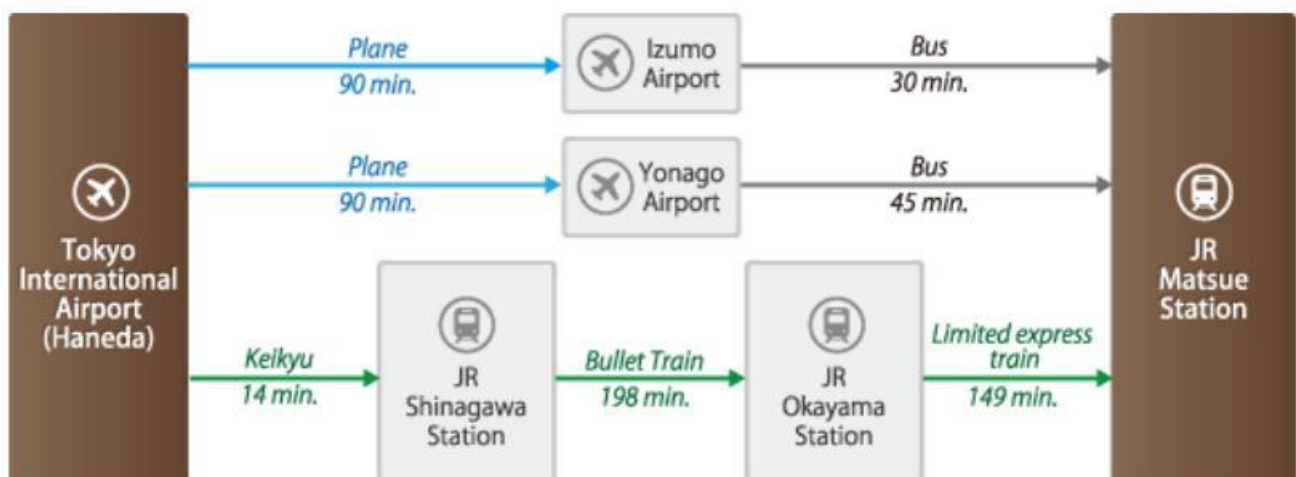 Tokyo
International
Airport
(Haneda)
Plane
90 min.
Izumo
Airport
Bus
30 min.
Plane
90 min.
Yonago
Airport
Bus
45 min.
Keikyu
14 min.
JR
Shinagawa
Station
Bullet Train
198 min.
JR
Okayama
Station
Limited express
train
149 min.
JR
Matsue
Station